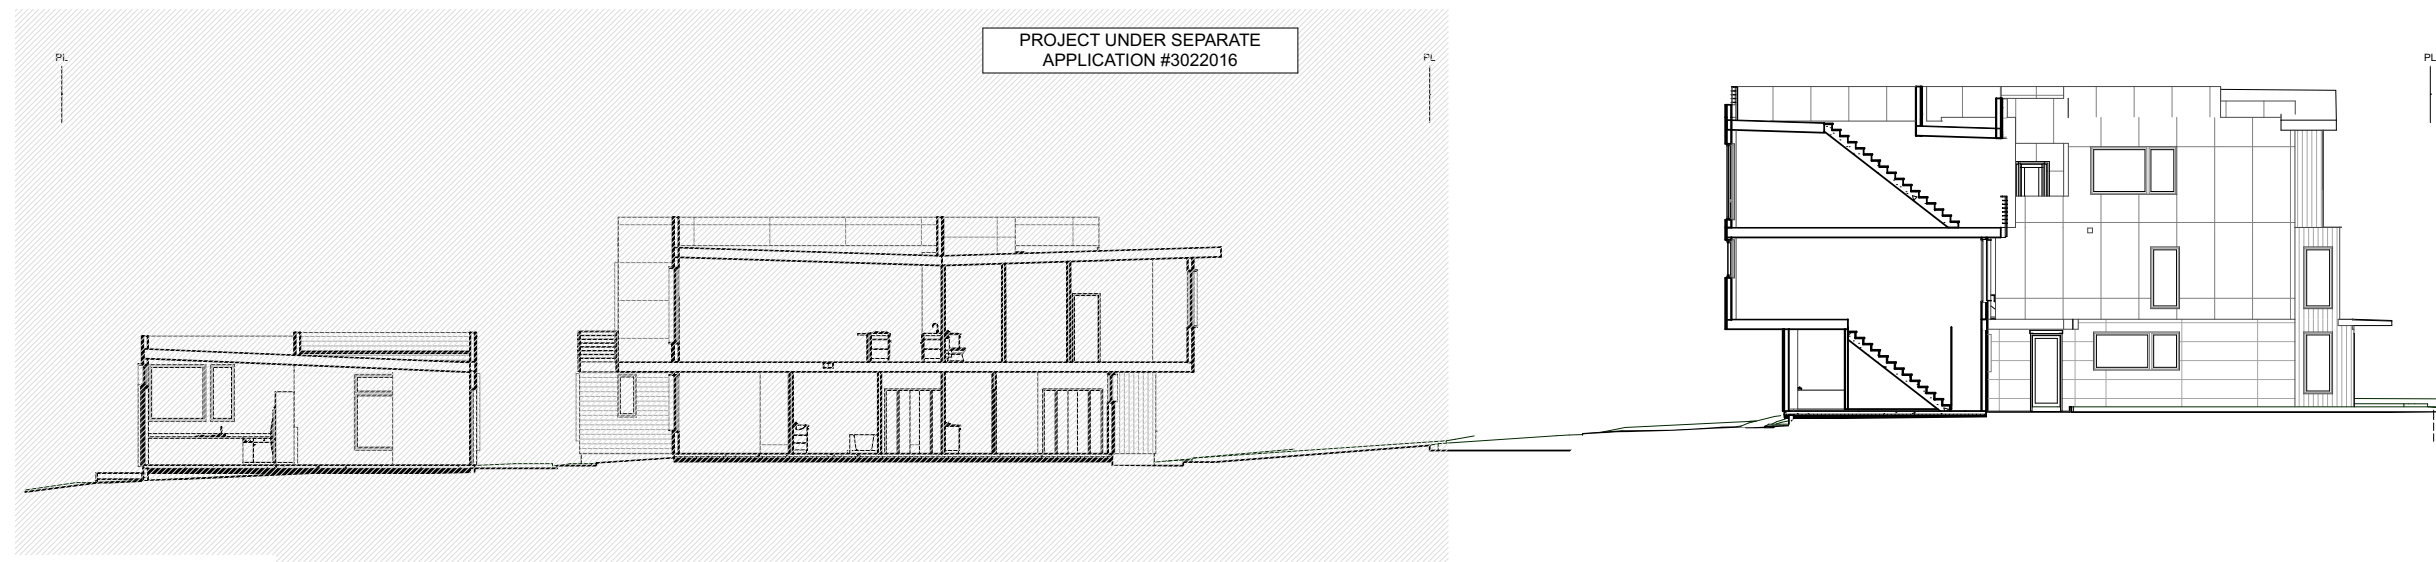 PROJECT UNDER SEPARATE
APPLICATION #3022016
PL
PL
PL